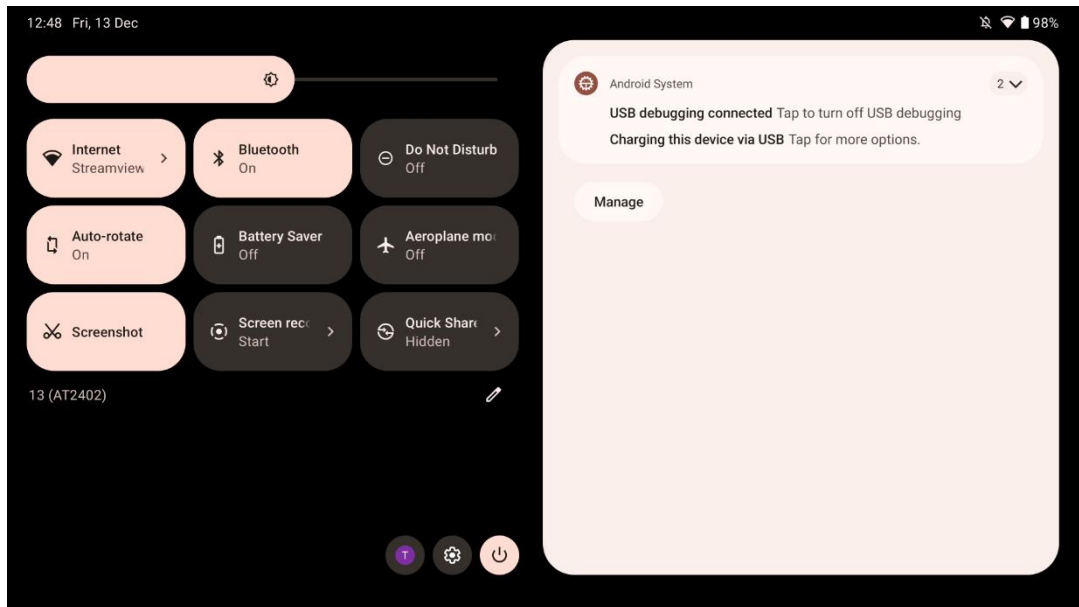 12:48 Fri, 13 Dec
98%
Internet
Streamview
Bluetooth
On
Do Not Disturb
Off
Auto-rotate
On
Battery Saver
Off
Aeroplane mo
Off
Screenshot
Screen rec
Start
Quick Share
Hidden
13 (AT2402)
T
Android System
2
USB debugging connected Tap to turn off USB debugging
Charging this device via USB Tap for more options.
Manage